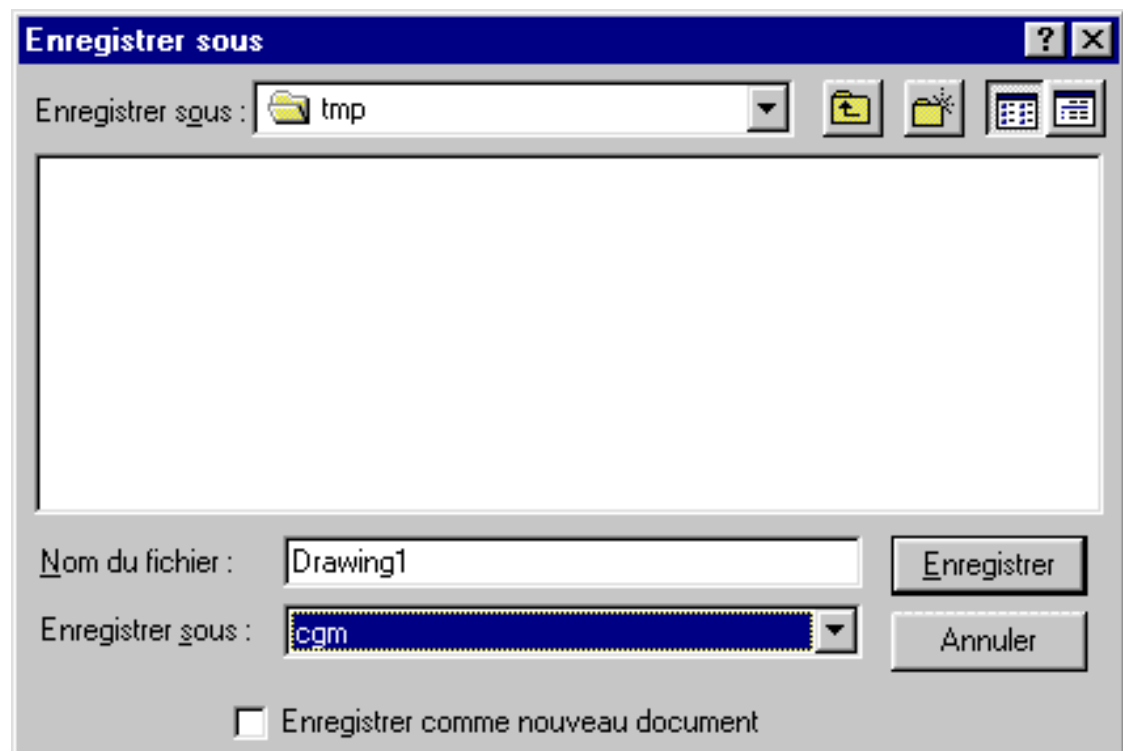 Enregistrer sous
Enregistrer sous : tmp
Nom du fichier : Drawing1 Enregistrer
Enregistrer sous : cgm Annuler
Enregistrer comme nouveau document